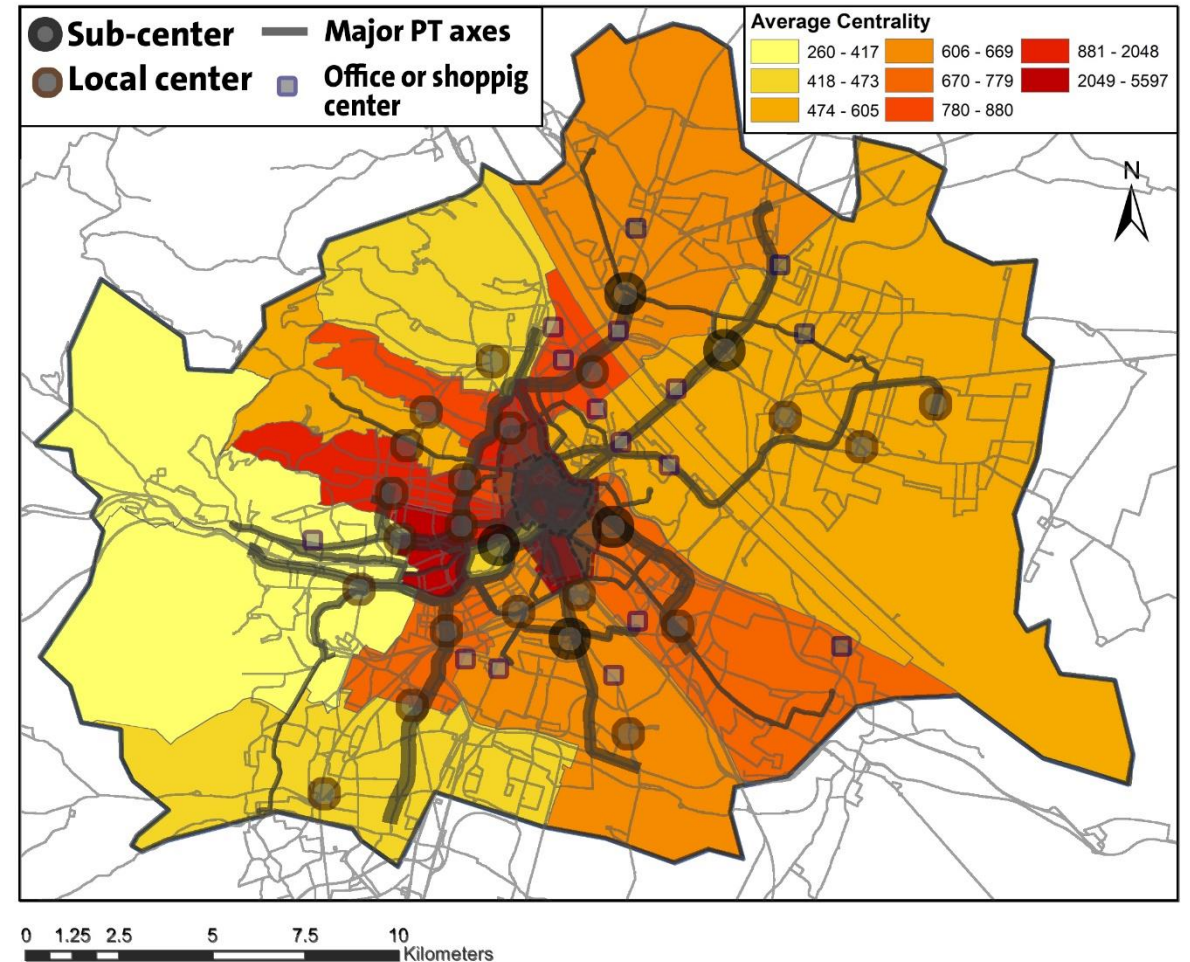 Sub-center
Major PT axes
Local center
Office or shoppig
center
Average Centrality
260 - 417
606 - 669
881 - 2048
418 - 473
670 - 779
2049 - 5597
474 - 605
780 - 880
N
0 1.25 2.5 5 7.5 10
Kilometers